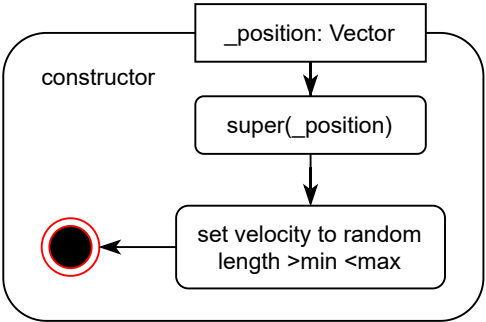 _position: Vector
constructor
super(_position)
set velocity to random
length >min <max